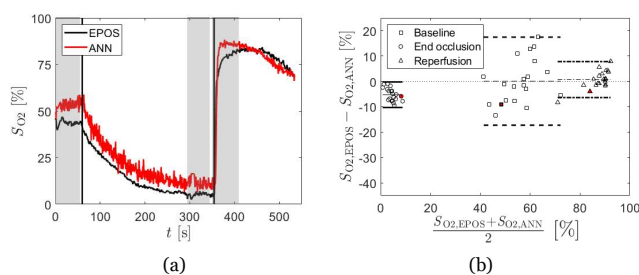 100
75
50
25
0
S_O2 [%]
EPOS
ANN
0 100 200 300 400 500
t [s]
(a)
20
10
0
-10
-20
-30
-40
S_O2,EPOS − S_O2,ANN [%]
Baseline
End occlusion
Reperfusion
0 20 40 60 80 100
S_O2,EPOS+S_O2,ANN
2 [%]
(b)